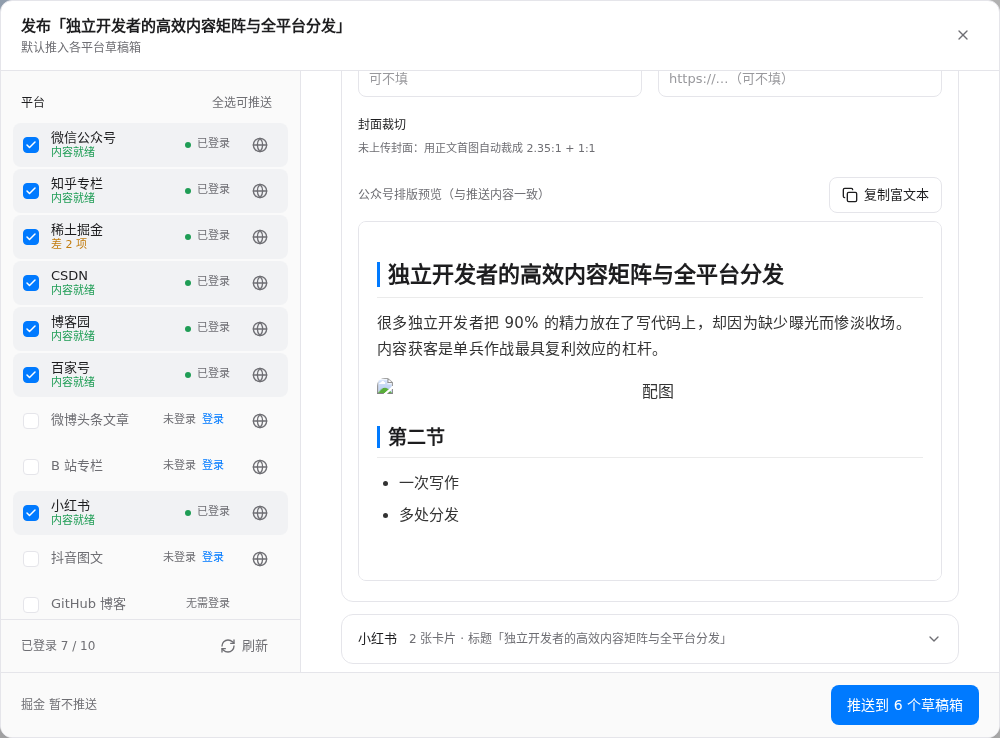 发布「独立开发者的高效内容矩阵与全平台分发」
默认推入各平台草稿箱
平台
全选可推送
微信公众号
内容就绪
已登录
知乎专栏
内容就绪
已登录
稀土掘金
差 2 项
已登录
CSDN
内容就绪
已登录
博客园
内容就绪
已登录
百家号
内容就绪
已登录
微博头条文章
未登录 登录
B 站专栏
未登录 登录
小红书
内容就绪
已登录
抖音图文
未登录 登录
GitHub 博客
无需登录
已登录 7 / 10
刷新
可不填
https://...（可不填）
封面裁切
未上传封面：用正文首图自动裁成 2.35:1 + 1:1
公众号排版预览（与推送内容一致）
复制富文本
独立开发者的高效内容矩阵与全平台分发
很多独立开发者把 90% 的精力放在了写代码上，却因为缺少曝光而惨淡收场。
内容获客是单兵作战最具复利效应的杠杆。
配图
第二节
一次写作
多处分发
小红书 2 张卡片 · 标题「独立开发者的高效内容矩阵与全平台分发」
掘金 暂不推送
推送到 6 个草稿箱